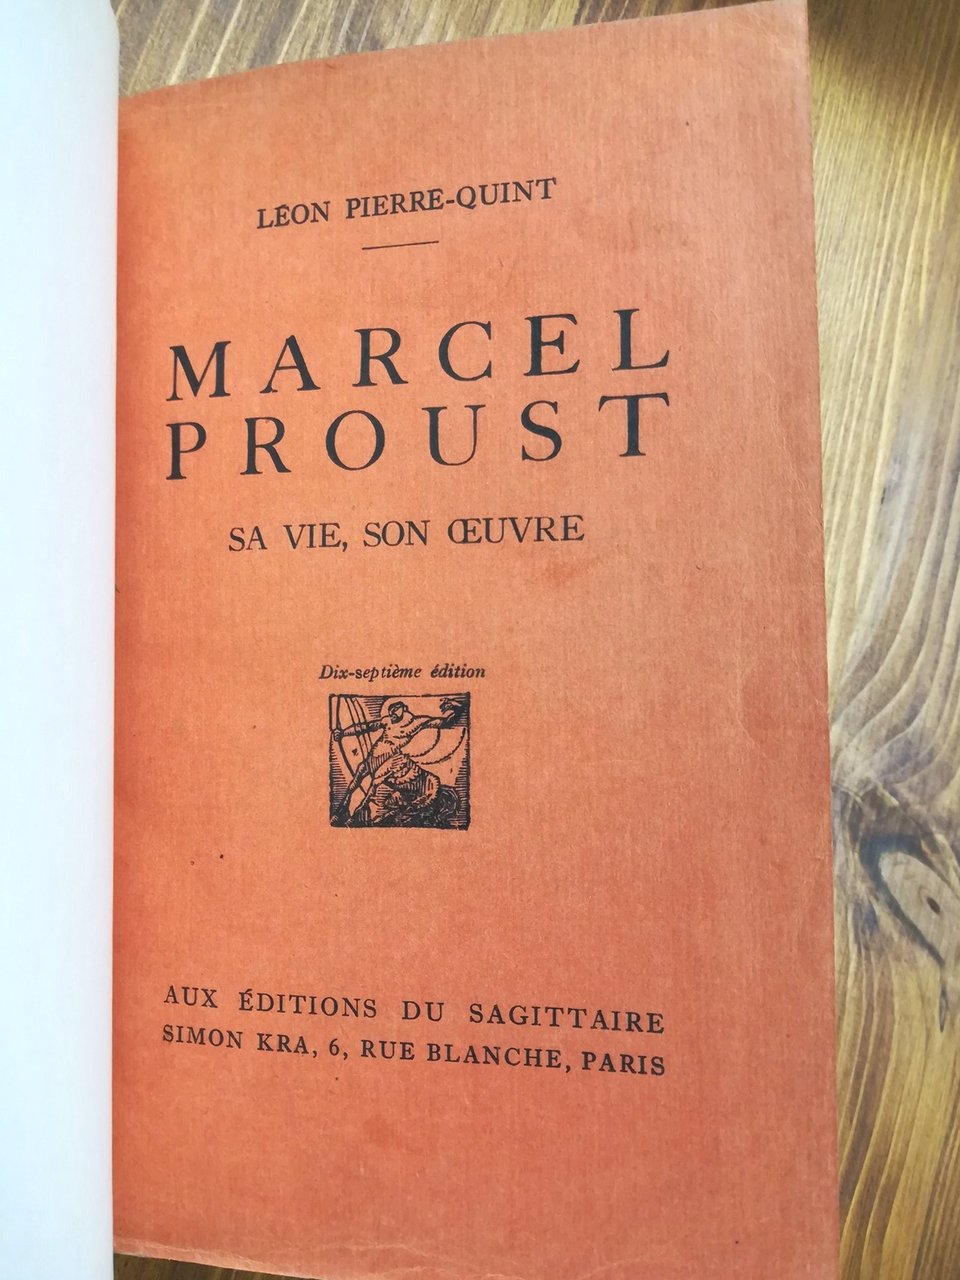 LÉON PIERRE-QUINT
MARCEL
PROUST
SA VIE, SON ŒUVRE
Dix-septième édition
AUX ÉDITIONS DU SAGITTAIRE
SIMON KRA, 6, RUE BLANCHE, PARIS